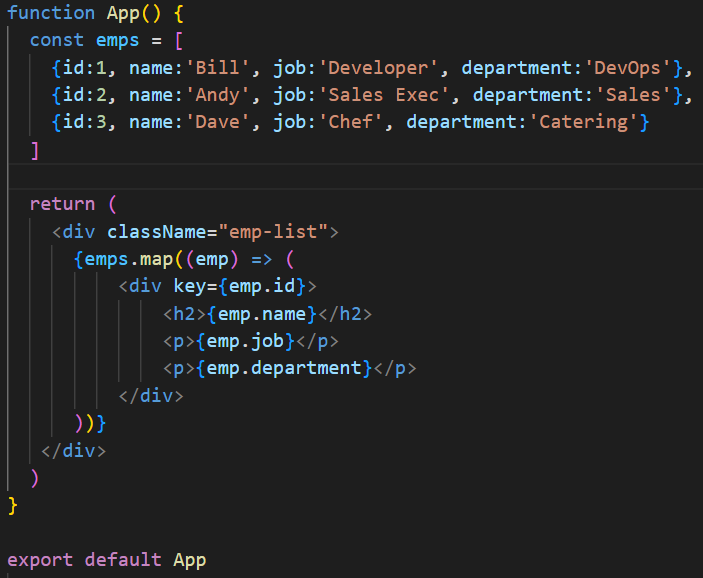 function App() {
  const emps = [
    {id:1, name:'Bill', job:'Developer', department:'DevOps'},
    {id:2, name:'Andy', job:'Sales Exec', department:'Sales'},
    {id:3, name:'Dave', job:'Chef', department:'Catering'}
  ]
  return (
    <div className="emp-list">
      {emps.map((emp) => (
          <div key={emp.id}>
              <h2>{emp.name}</h2>
              <p>{emp.job}</p>
              <p>{emp.department}</p>
          </div>
      ))}
   </div>
  )
}
export default App